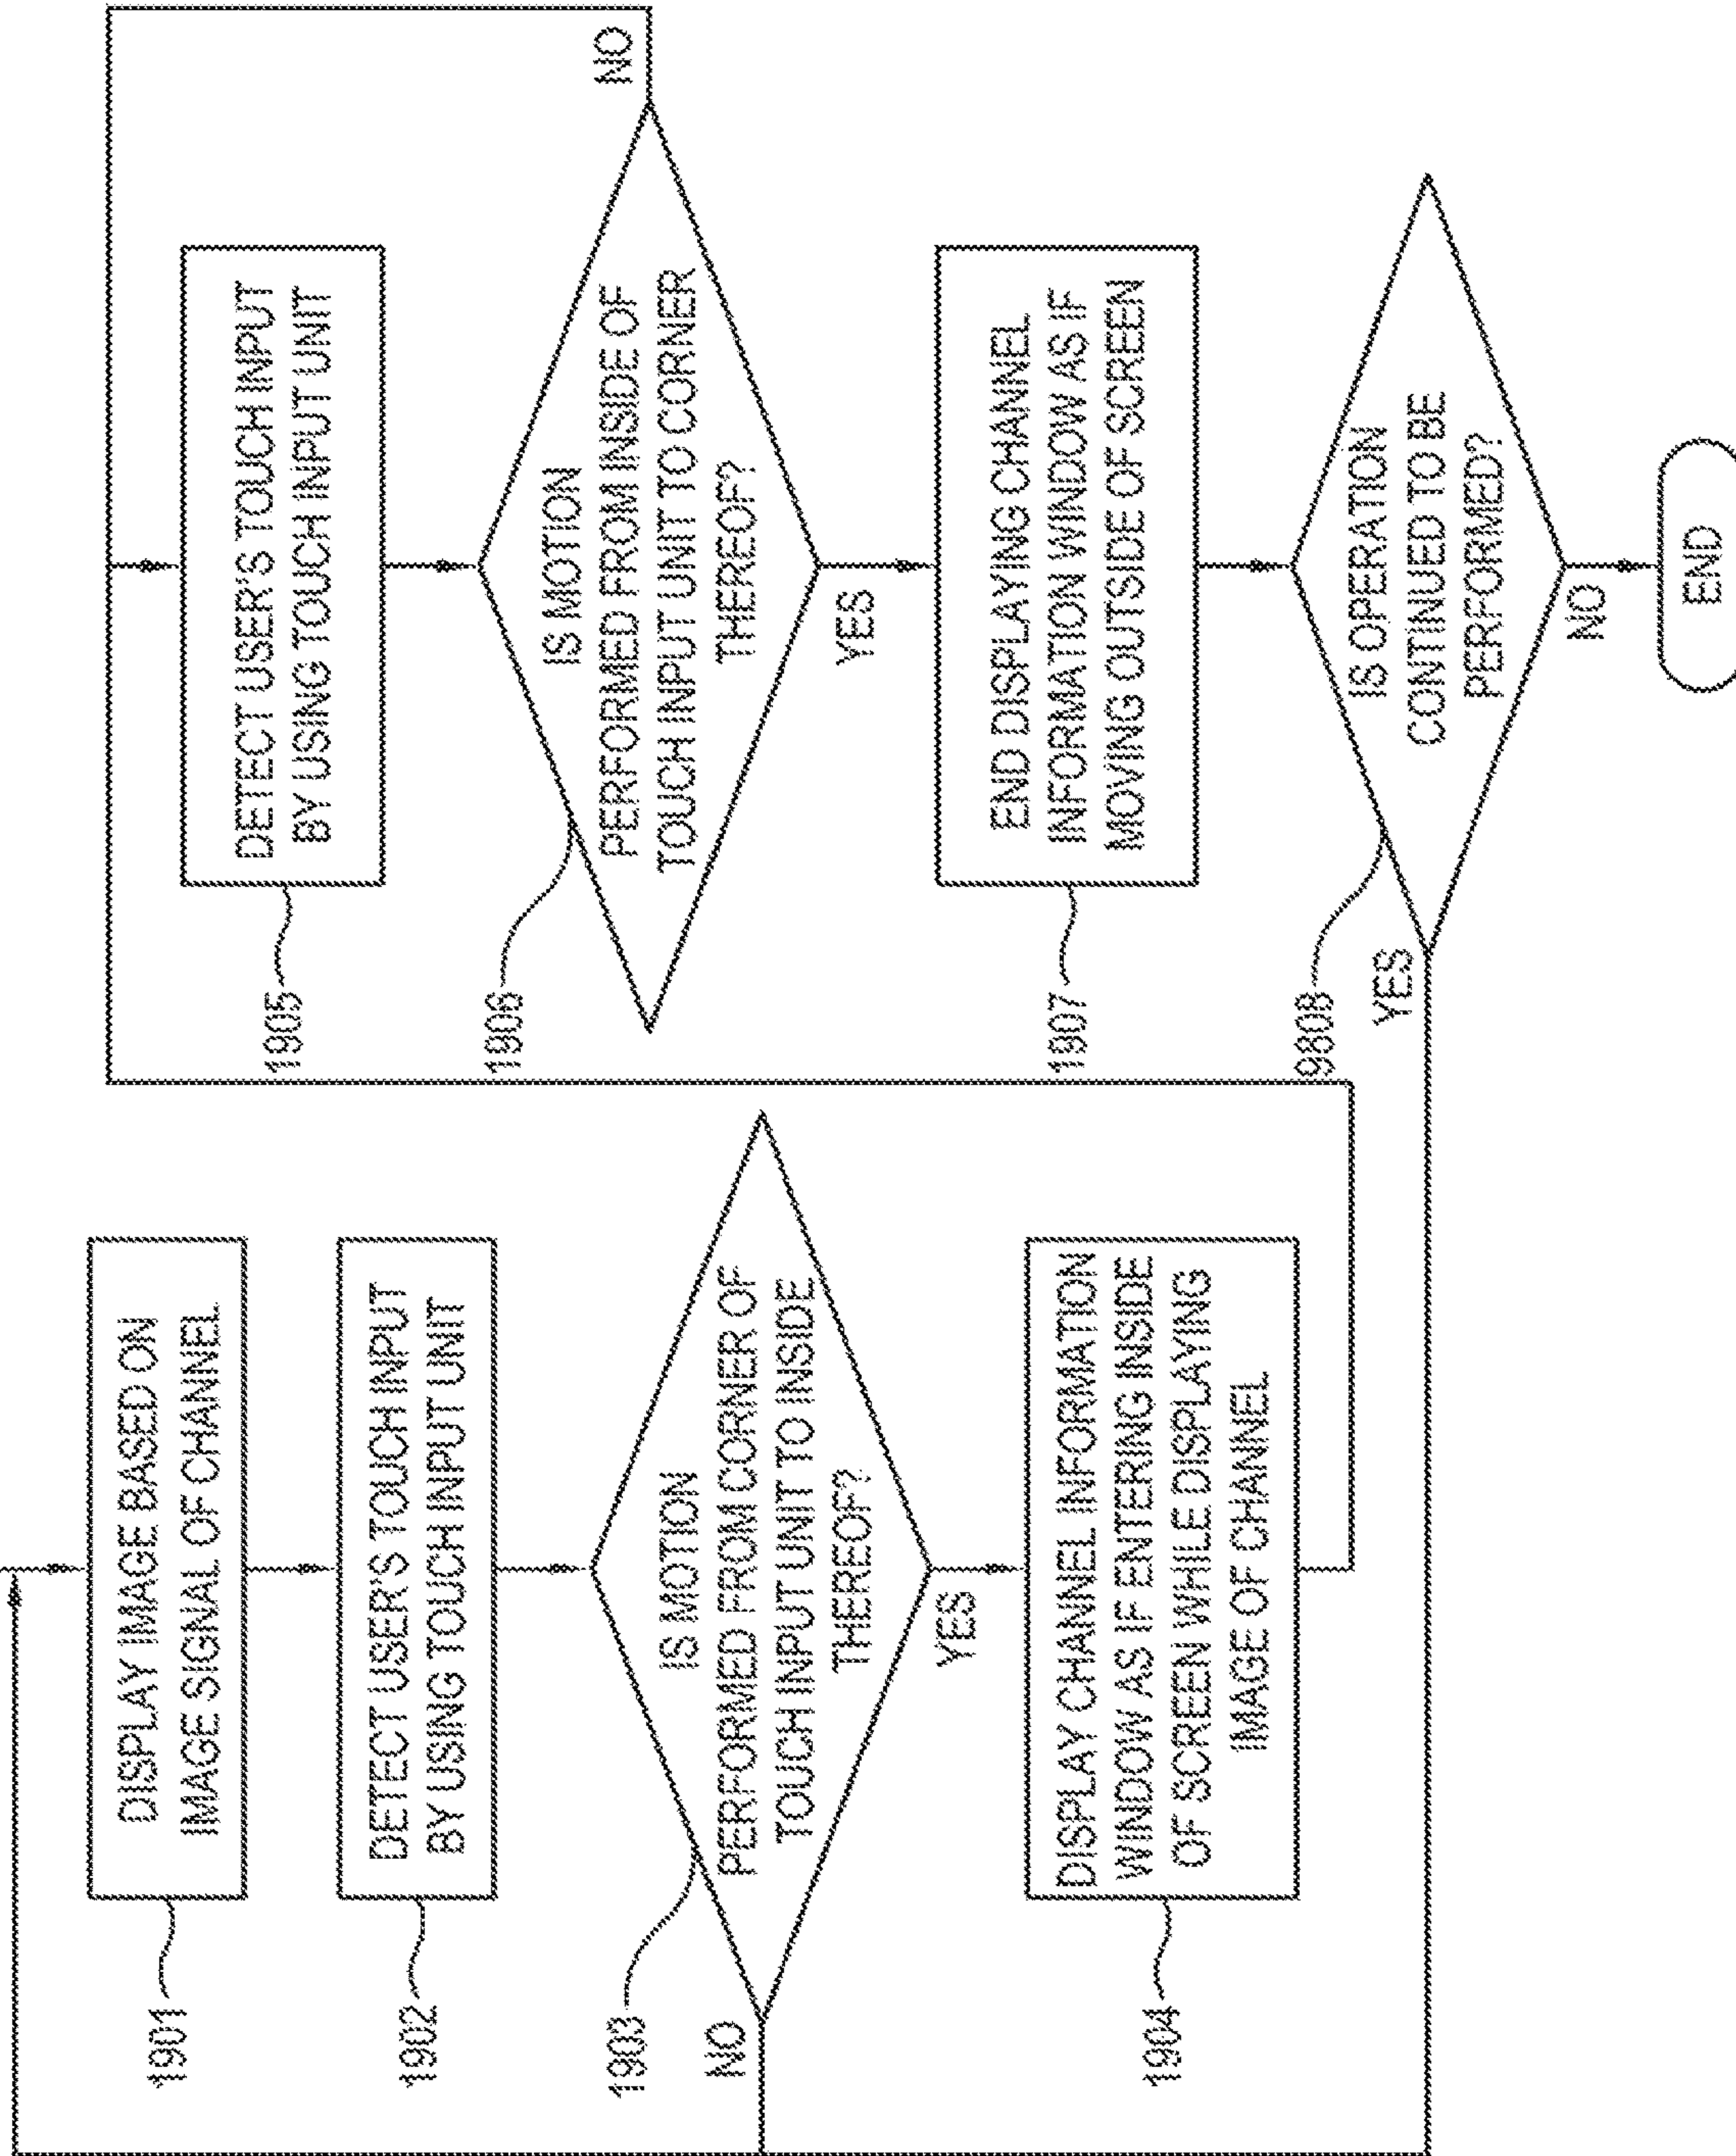 1901
DISPLAY IMAGE BASED ON
IMAGE SIGNAL OF CHANNEL
1902
DETECT USER'S TOUCH INPUT
BY USING TOUCH INPUT UNIT
1903
IS MOTION
PERFORMED FROM CORNER OF
TOUCH INPUT UNIT TO INSIDE
THEREOF?
NO
YES
1904
DISPLAY CHANNEL INFORMATION
WINDOW AS IF ENTERING INSIDE
OF SCREEN WHILE DISPLAYING
IMAGE OF CHANNEL
1905
DETECT USER'S TOUCH INPUT
BY USING TOUCH INPUT UNIT
1906
IS MOTION
PERFORMED FROM INSIDE OF
TOUCH INPUT UNIT TO CORNER
THEREOF?
NO
YES
1907
END DISPLAYING CHANNEL
INFORMATION WINDOW AS IF
MOVING OUTSIDE OF SCREEN
9808
IS OPERATION
CONTINUED TO BE
PERFORMED?
YES
NO
END